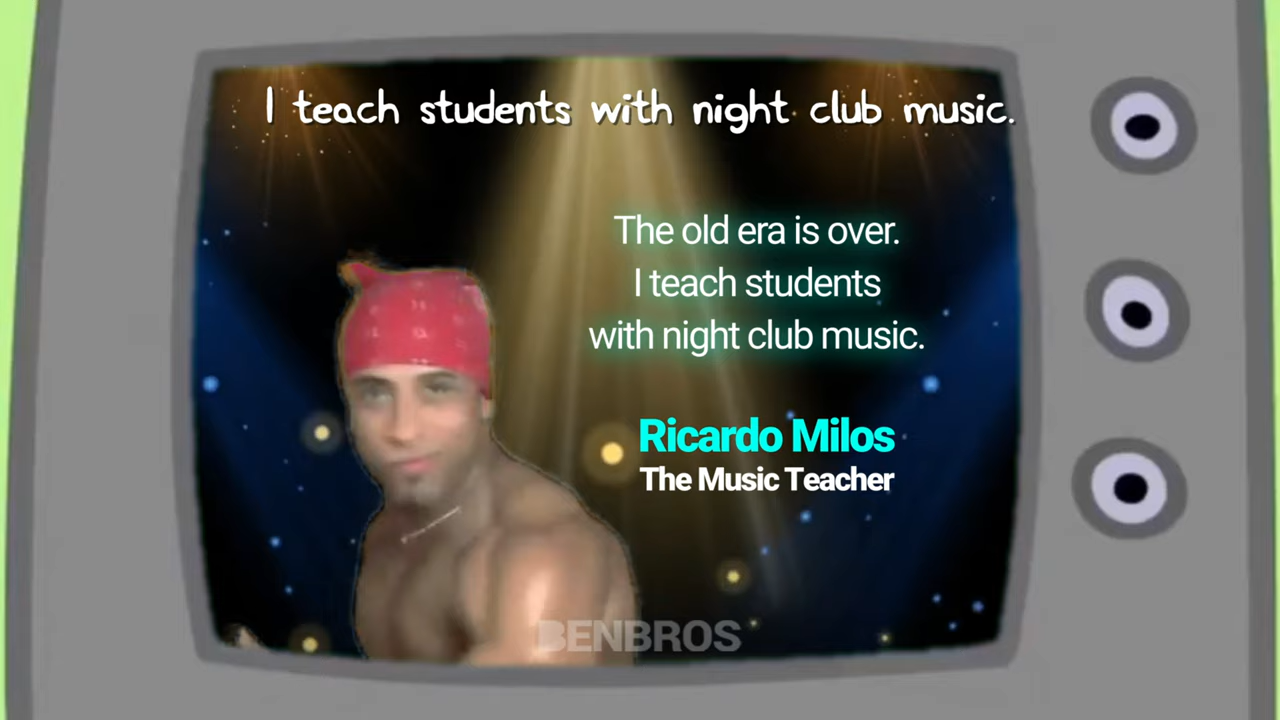 I teach students with night club music.
The old era is over.
I teach students
with night club music.
Ricardo Milos
The Music Teacher
BENBROS